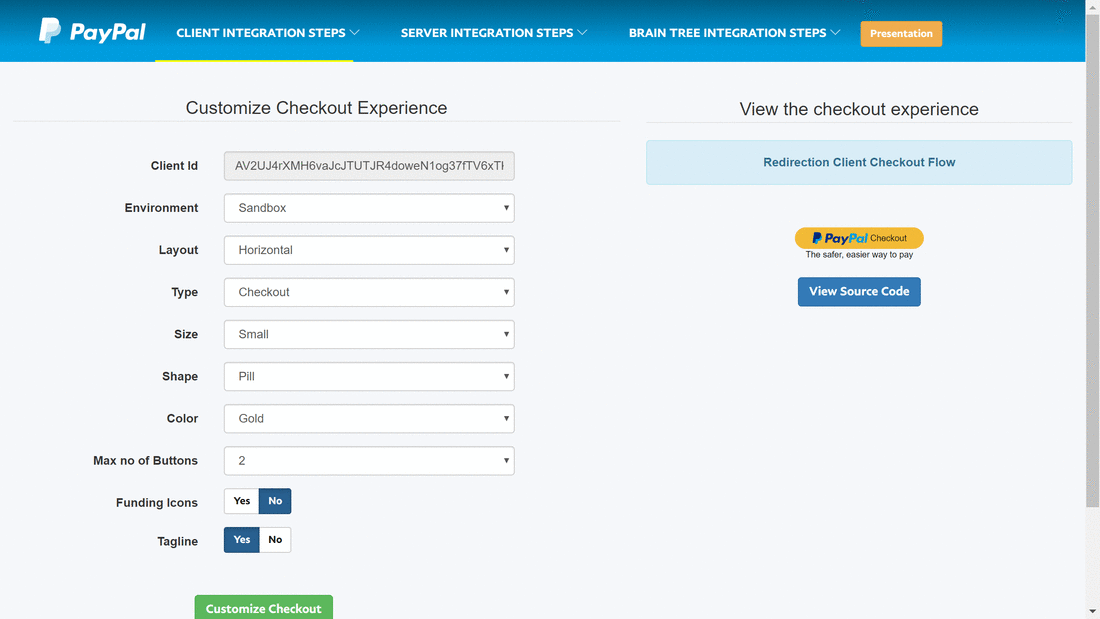 PayPal CLIENT INTEGRATION STEPS SERVER INTEGRATION STEPS BRAIN TREE INTEGRATION STEPS Presentation
Customize Checkout Experience
Client Id AV2UJ4rXMH6vaJcJTUTJR4doweN1og37fTV6xTH
Environment Sandbox
Layout Horizontal
Type Checkout
Size Small
Shape Pill
Color Gold
Max no of Buttons 2
Funding Icons Yes No
Tagline Yes No
Customize Checkout
View the checkout experience
Redirection Client Checkout Flow
PayPal Checkout
The safer, easier way to pay
View Source Code